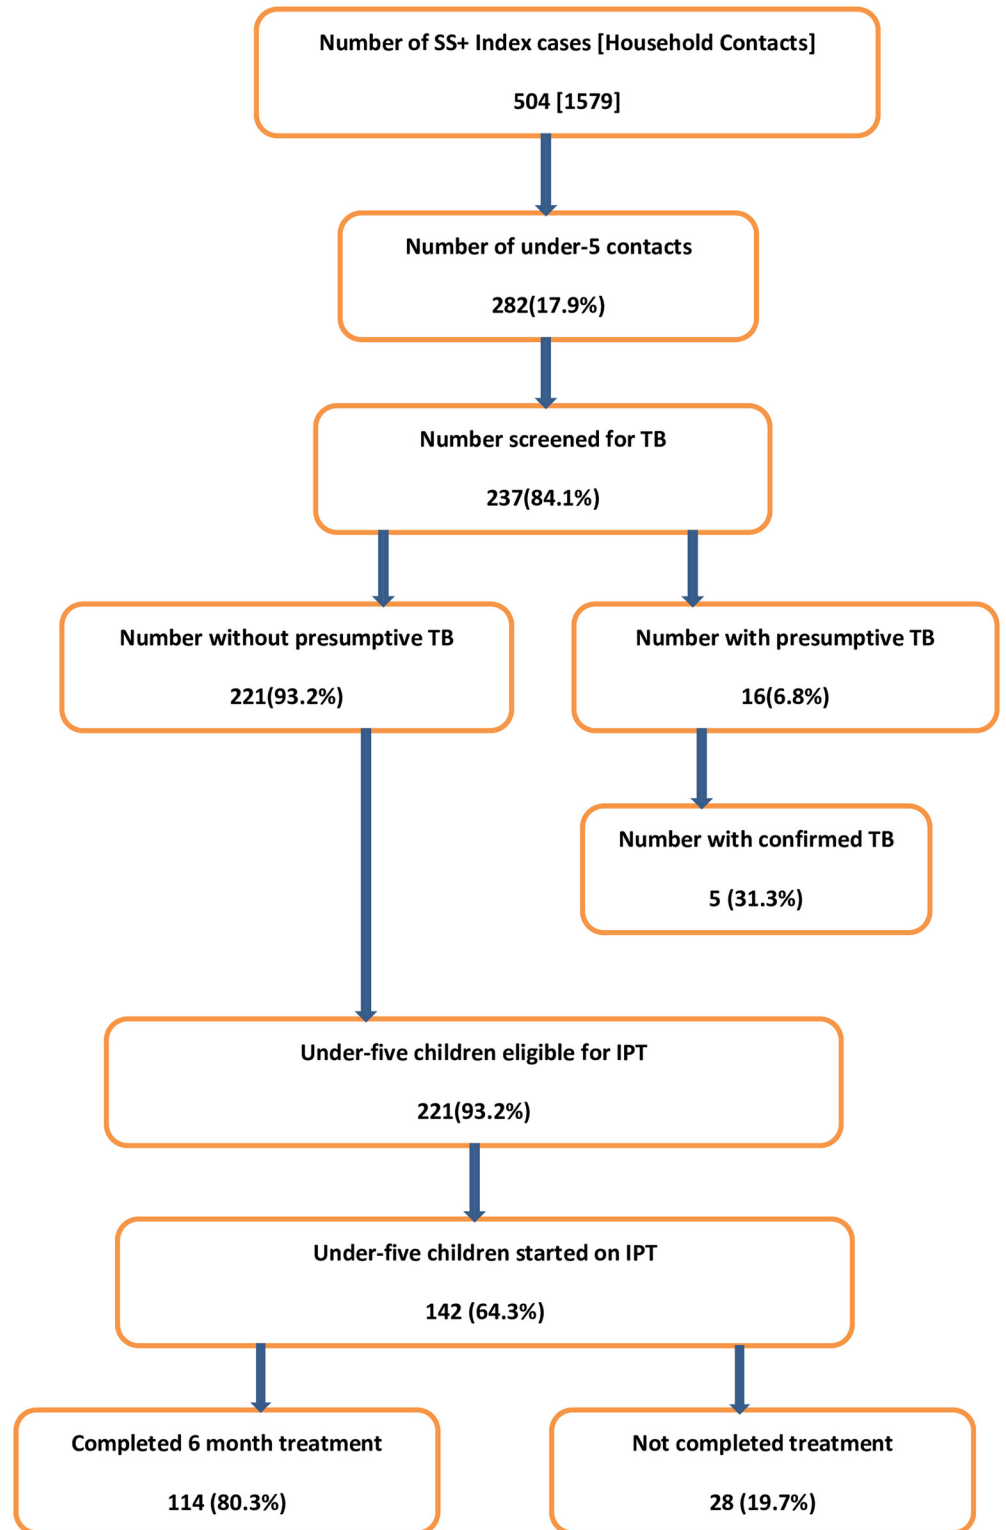 Number of SS+ Index cases [Household Contacts]
504 [1579]
Number of under-5 contacts
282(17.9%)
Number screened for TB
237(84.1%)
Number without presumptive TB
221(93.2%)
Number with presumptive TB
16(6.8%)
Number with confirmed TB
5 (31.3%)
Under-five children eligible for IPT
221(93.2%)
Under-five children started on IPT
142 (64.3%)
Completed 6 month treatment
114 (80.3%)
Not completed treatment
28 (19.7%)